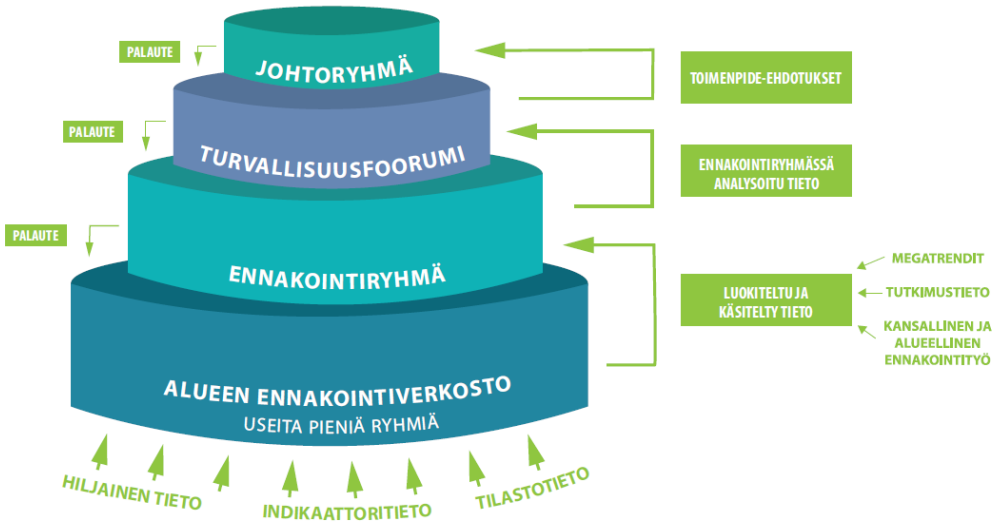 PALAUTE
JOHTORYHMÄ
TOIMENPIDE-EHDOTUKSET
PALAUTE
TURVALLISUUSFOORUMI
ENNAKOINTIRYHMÄSSÄ
ANALYSOITU TIETO
PALAUTE
ENNAKOINTIRYHMÄ
LUOKITELTU JA
KÄSITELTY TIETO
MEGATRENDIT
TUTKIMUSTIETO
KANSALLINEN JA
ALUEELLINEN
ENNAKOINTITYÖ
ALUEEN ENNAKOINTIVERKOSTO
USEITA PIENIÄ RYHMIÄ
HILJAINEN TIETO
INDIKAATTORITIETO
TILASTOTIETO